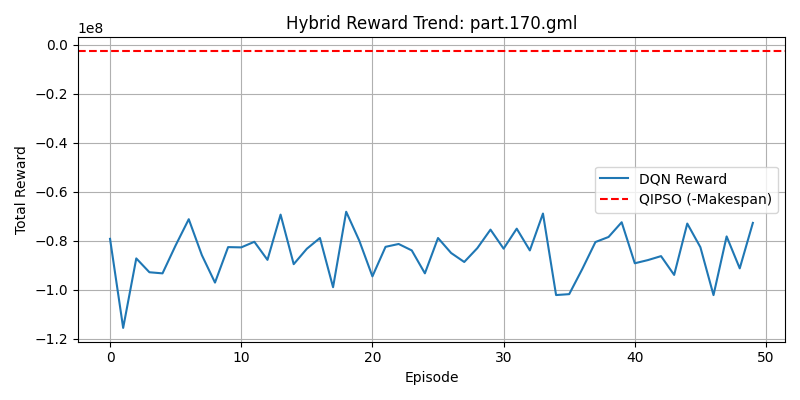 Hybrid Reward Trend: part.170.gml
1e8
0.0
−0.2
−0.4
−0.6
−0.8
−1.0
−1.2
Total Reward
DQN Reward
QIPSO (-Makespan)
0
10
20
30
40
50
Episode